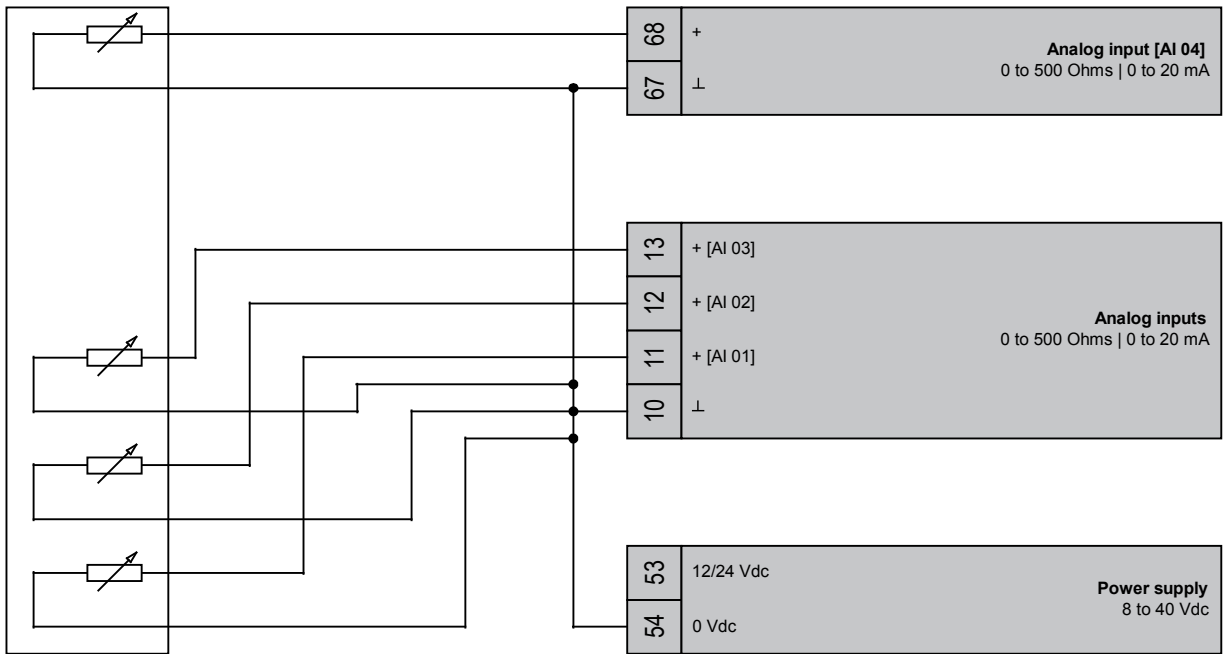 68
+
Analog input [AI 04]
0 to 500 Ohms | 0 to 20 mA
67
⊥
13
+ [AI 03]
12
+ [AI 02]
Analog inputs
0 to 500 Ohms | 0 to 20 mA
11
+ [AI 01]
10
⊥
53
12/24 Vdc
Power supply
8 to 40 Vdc
54
0 Vdc